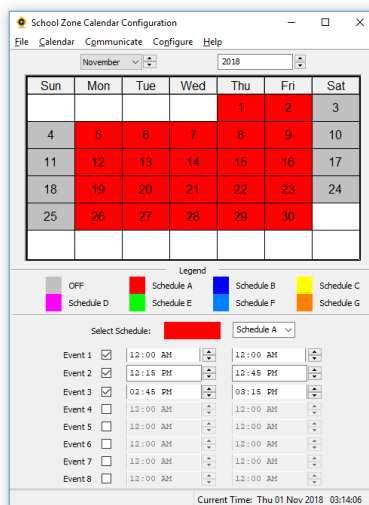 School Zone Calendar Configuration
File Calendar Communicate Configure Help
November 2018
Sun Mon Tue Wed Thu Fri Sat
1 2 3
4 5 6 7 8 9 10
11 12 13 14 15 16 17
18 19 20 21 22 23 24
25 26 27 28 29 30
Legend
OFF Schedule A Schedule B Schedule C
Schedule D Schedule E Schedule F Schedule G
Select Schedule: Schedule A
Event 1 12:00 AM 12:00 AM
Event 2 12:15 PM 12:45 PM
Event 3 02:45 PM 03:15 PM
Event 4 12:00 AM 12:00 AM
Event 5 12:00 AM 12:00 AM
Event 6 12:00 AM 12:00 AM
Event 7 12:00 AM 12:00 AM
Event 8 12:00 AM 12:00 AM
Current Time: Thu 01 Nov 2018 03:14:06